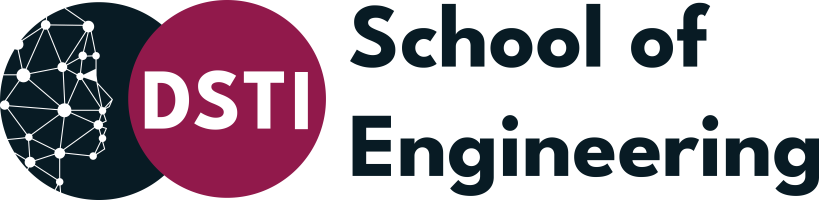 DSTI
School of
Engineering